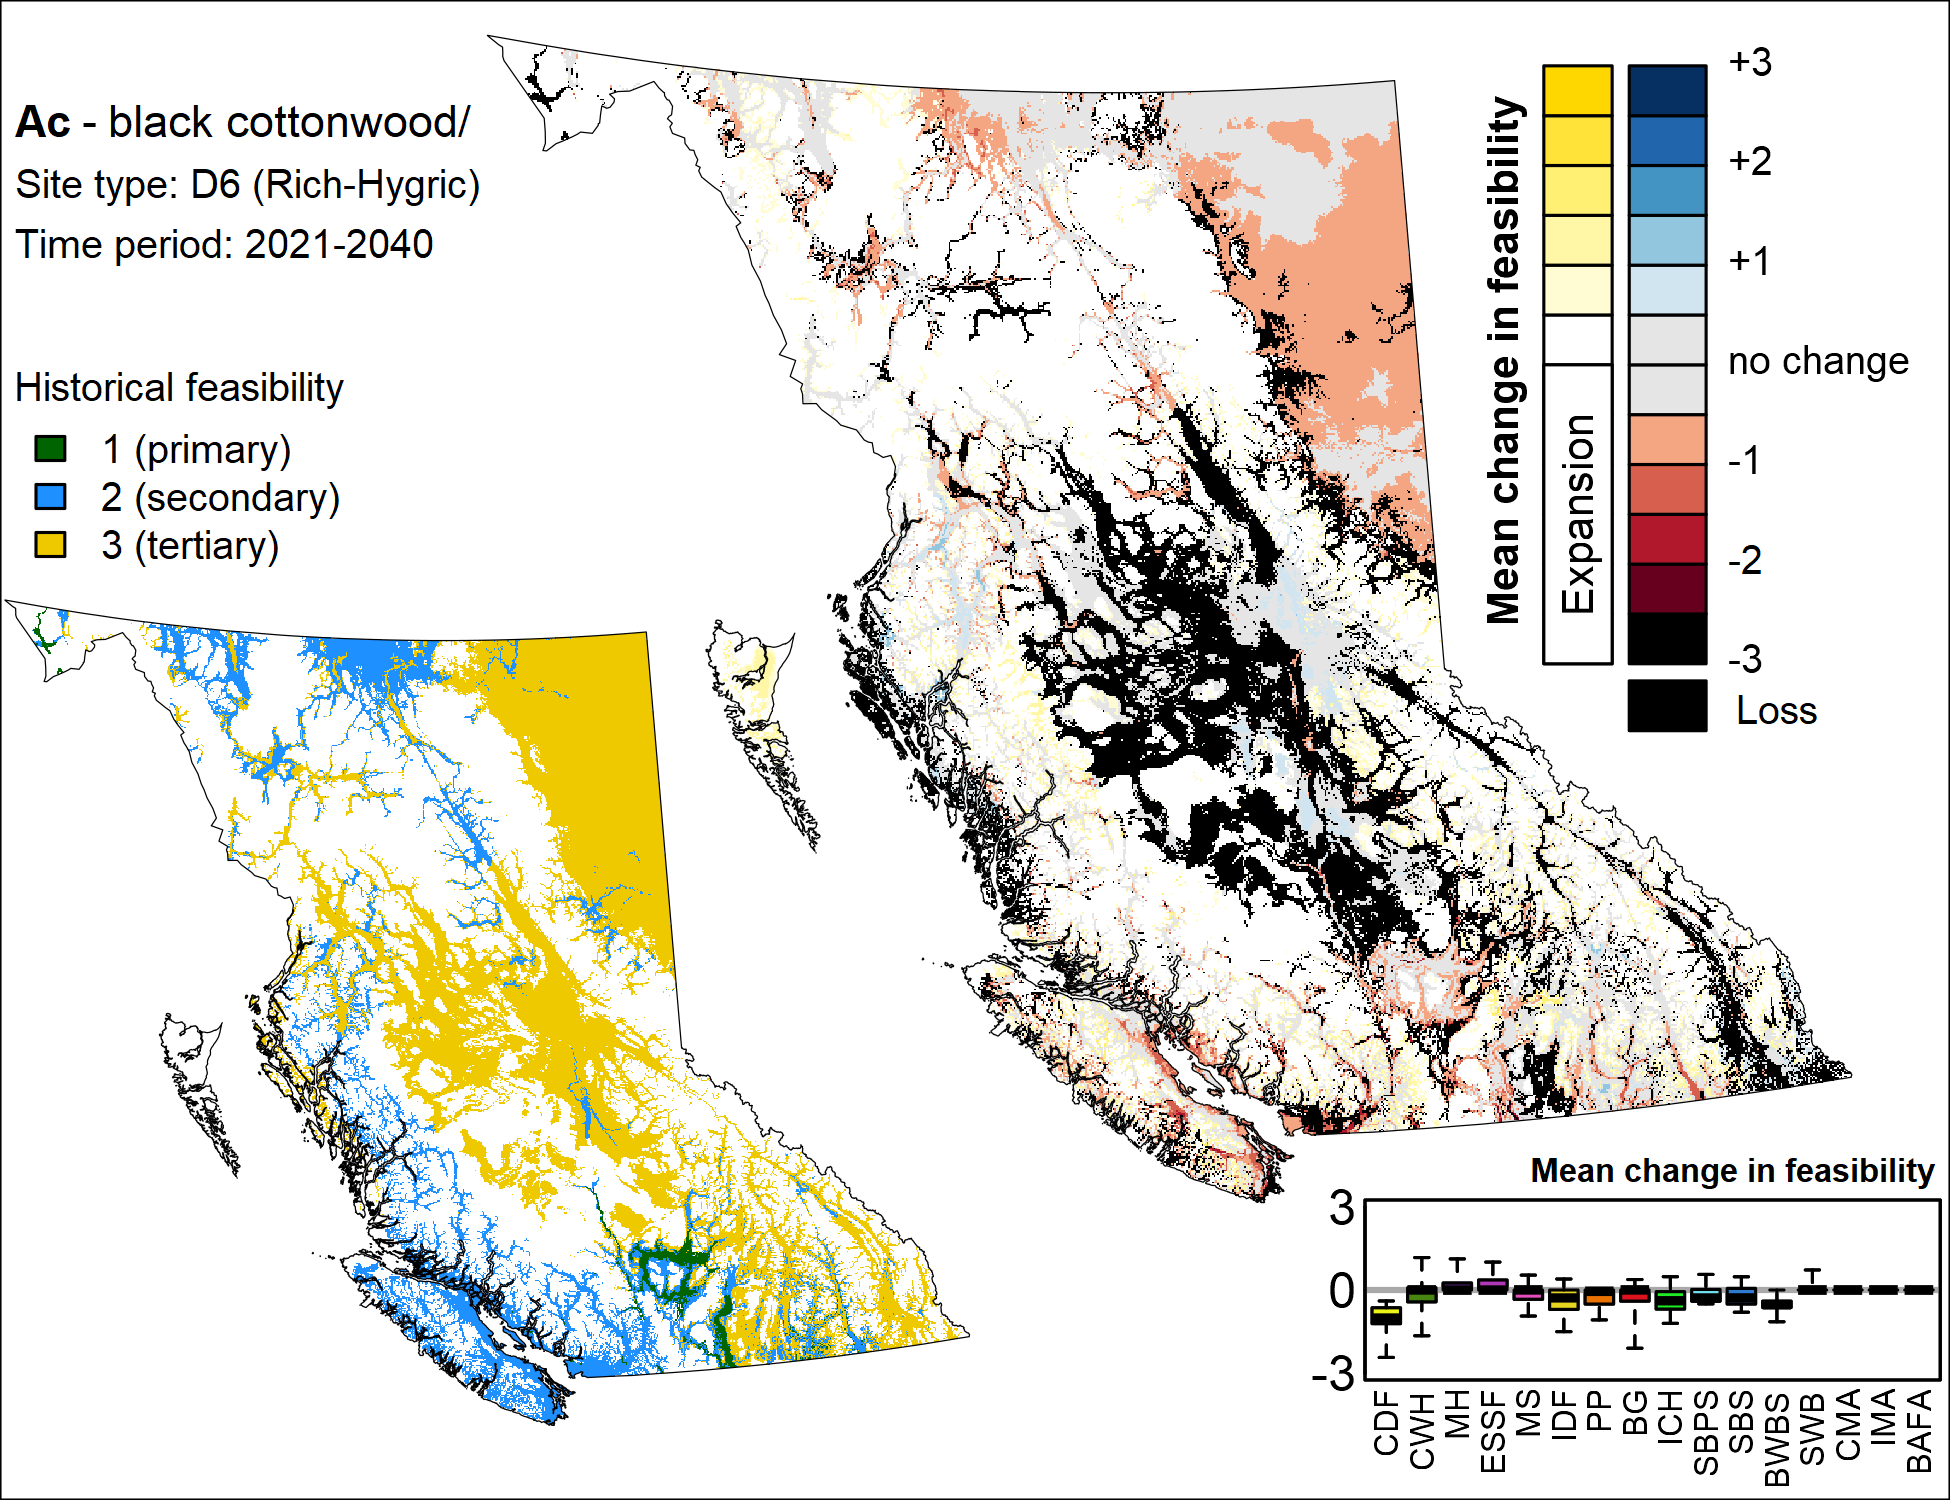 Ac - black cottonwood/
Site type: D6 (Rich-Hygric)
Time period: 2021-2040
Historical feasibility
1 (primary)
2 (secondary)
3 (tertiary)
Mean change in feasibility
Expansion
+3
+2
+1
no change
-1
-2
-3
Loss
Mean change in feasibility
3
0
-3
CDF
CWH
MH
ESSF
MS
IDF
PP
BG
ICH
SBPS
SBS
BWBS
SWB
CMA
IMA
BAFA